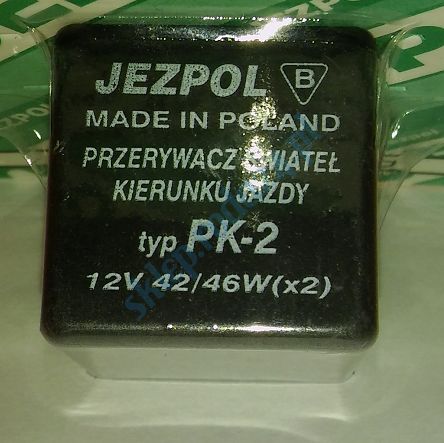 JEZPOL B
MADE IN POLAND
PRZERYWACZ ŚWIATEŁ
KIERUNKU JAZDY
typ PK-2
12V 42/46W(x2)